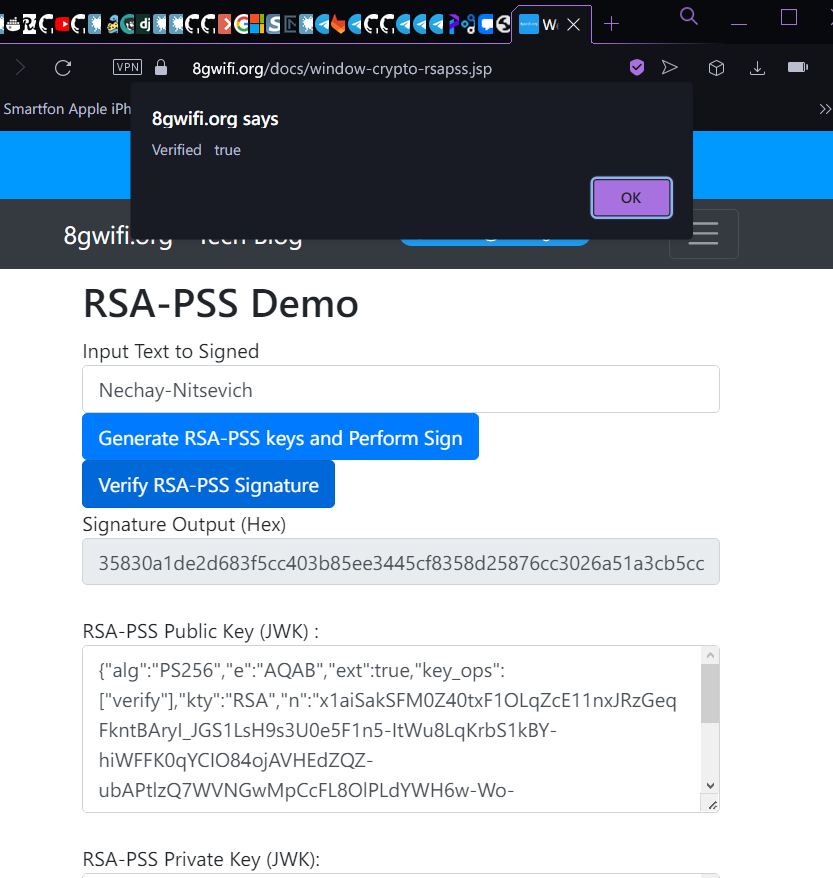 VPN
8gwifi.org/docs/window-crypto-rsapss.jsp
Smartfon Apple iPh
8gwifi.org says
Verified true
OK
8gwifi.org Tech Blog
RSA-PSS Demo
Input Text to Signed
Nechay-Nitsevich
Generate RSA-PSS keys and Perform Sign
Verify RSA-PSS Signature
Signature Output (Hex)
35830a1de2d683f5cc403b85ee3445cf8358d25876cc3026a51a3cb5cc
RSA-PSS Public Key (JWK) :
{"alg":"PS256","e":"AQAB","ext":true,"key_ops":
["verify"],"kty":"RSA","n":"x1aiSakSFM0Z40txF1OLqZcE11nxJRzGeq
FkntBAryI_JGS1LsH9s3U0e5F1n5-ItWu8LqKrbS1kBY-
hiWFFK0qYCIO84ojAVHEdZQZ-
ubAPtlzQ7WVNGwMpCcFL8OlPLdYWH6w-Wo-
RSA-PSS Private Key (JWK):